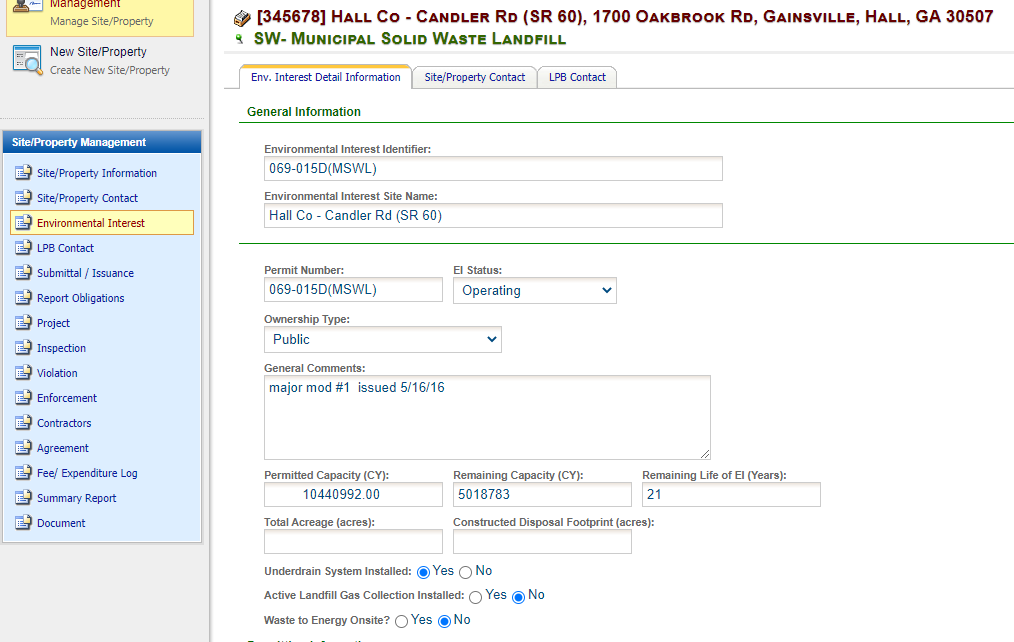 Management
Manage Site/Property
New Site/Property
Create New Site/Property
Site/Property Management
Site/Property Information
Site/Property Contact
Environmental Interest
LPB Contact
Submittal / Issuance
Report Obligations
Project
Inspection
Violation
Enforcement
Contractors
Agreement
Fee/ Expenditure Log
Summary Report
Document
[345678] Hall Co - Candler Rd (SR 60), 1700 Oakbrook Rd, Gainsville, Hall, GA 30507
SW- Municipal Solid Waste Landfill
Env. Interest Detail Information Site/Property Contact LPB Contact
General Information
Environmental Interest Identifier:
069-015D(MSWL)
Environmental Interest Site Name:
Hall Co - Candler Rd (SR 60)
Permit Number: EI Status:
069-015D(MSWL) Operating
Ownership Type:
Public
General Comments:
major mod #1 issued 5/16/16
Permitted Capacity (CY): Remaining Capacity (CY): Remaining Life of EI (Years):
10440992.00 5018783 21
Total Acreage (acres): Constructed Disposal Footprint (acres):
Underdrain System Installed: Yes No
Active Landfill Gas Collection Installed: Yes No
Waste to Energy Onsite? Yes No